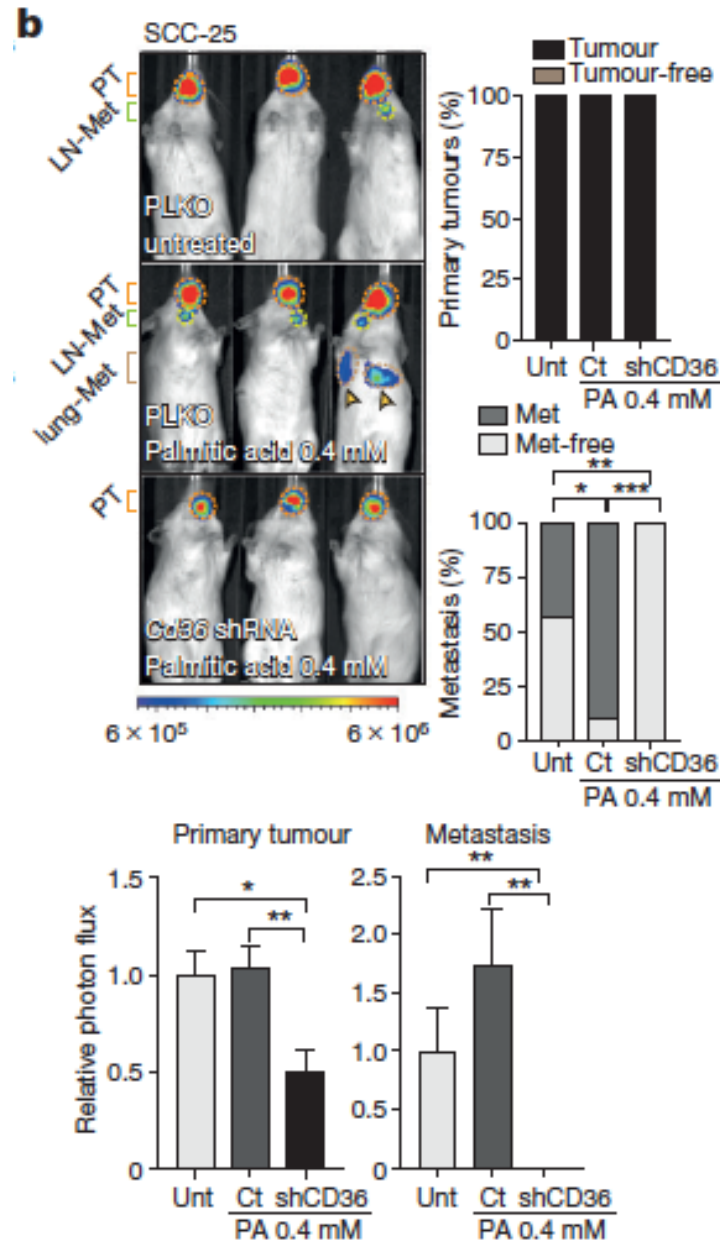 b
SCC-25
PT
LN-Met
PLKO
untreated
PT
LN-Met
lung-Met
PLKO
Palmitic acid 0.4 mM
PT
Cd36 shRNA
Palmitic acid 0.4 mM
6 × 10⁵ 6 × 10⁶
Tumour
Tumour-free
Primary tumours (%)
100
75
50
25
0
Unt Ct shCD36
PA 0.4 mM
Met
Met-free
**
* ***
Metastasis (%)
100
75
50
25
0
Unt Ct shCD36
PA 0.4 mM
Primary tumour
Relative photon flux
1.5
1.0
0.5
0
*
**
Unt Ct shCD36
PA 0.4 mM
Metastasis
2.5
2.0
1.5
1.0
0.5
0
**
**
Unt Ct shCD36
PA 0.4 mM